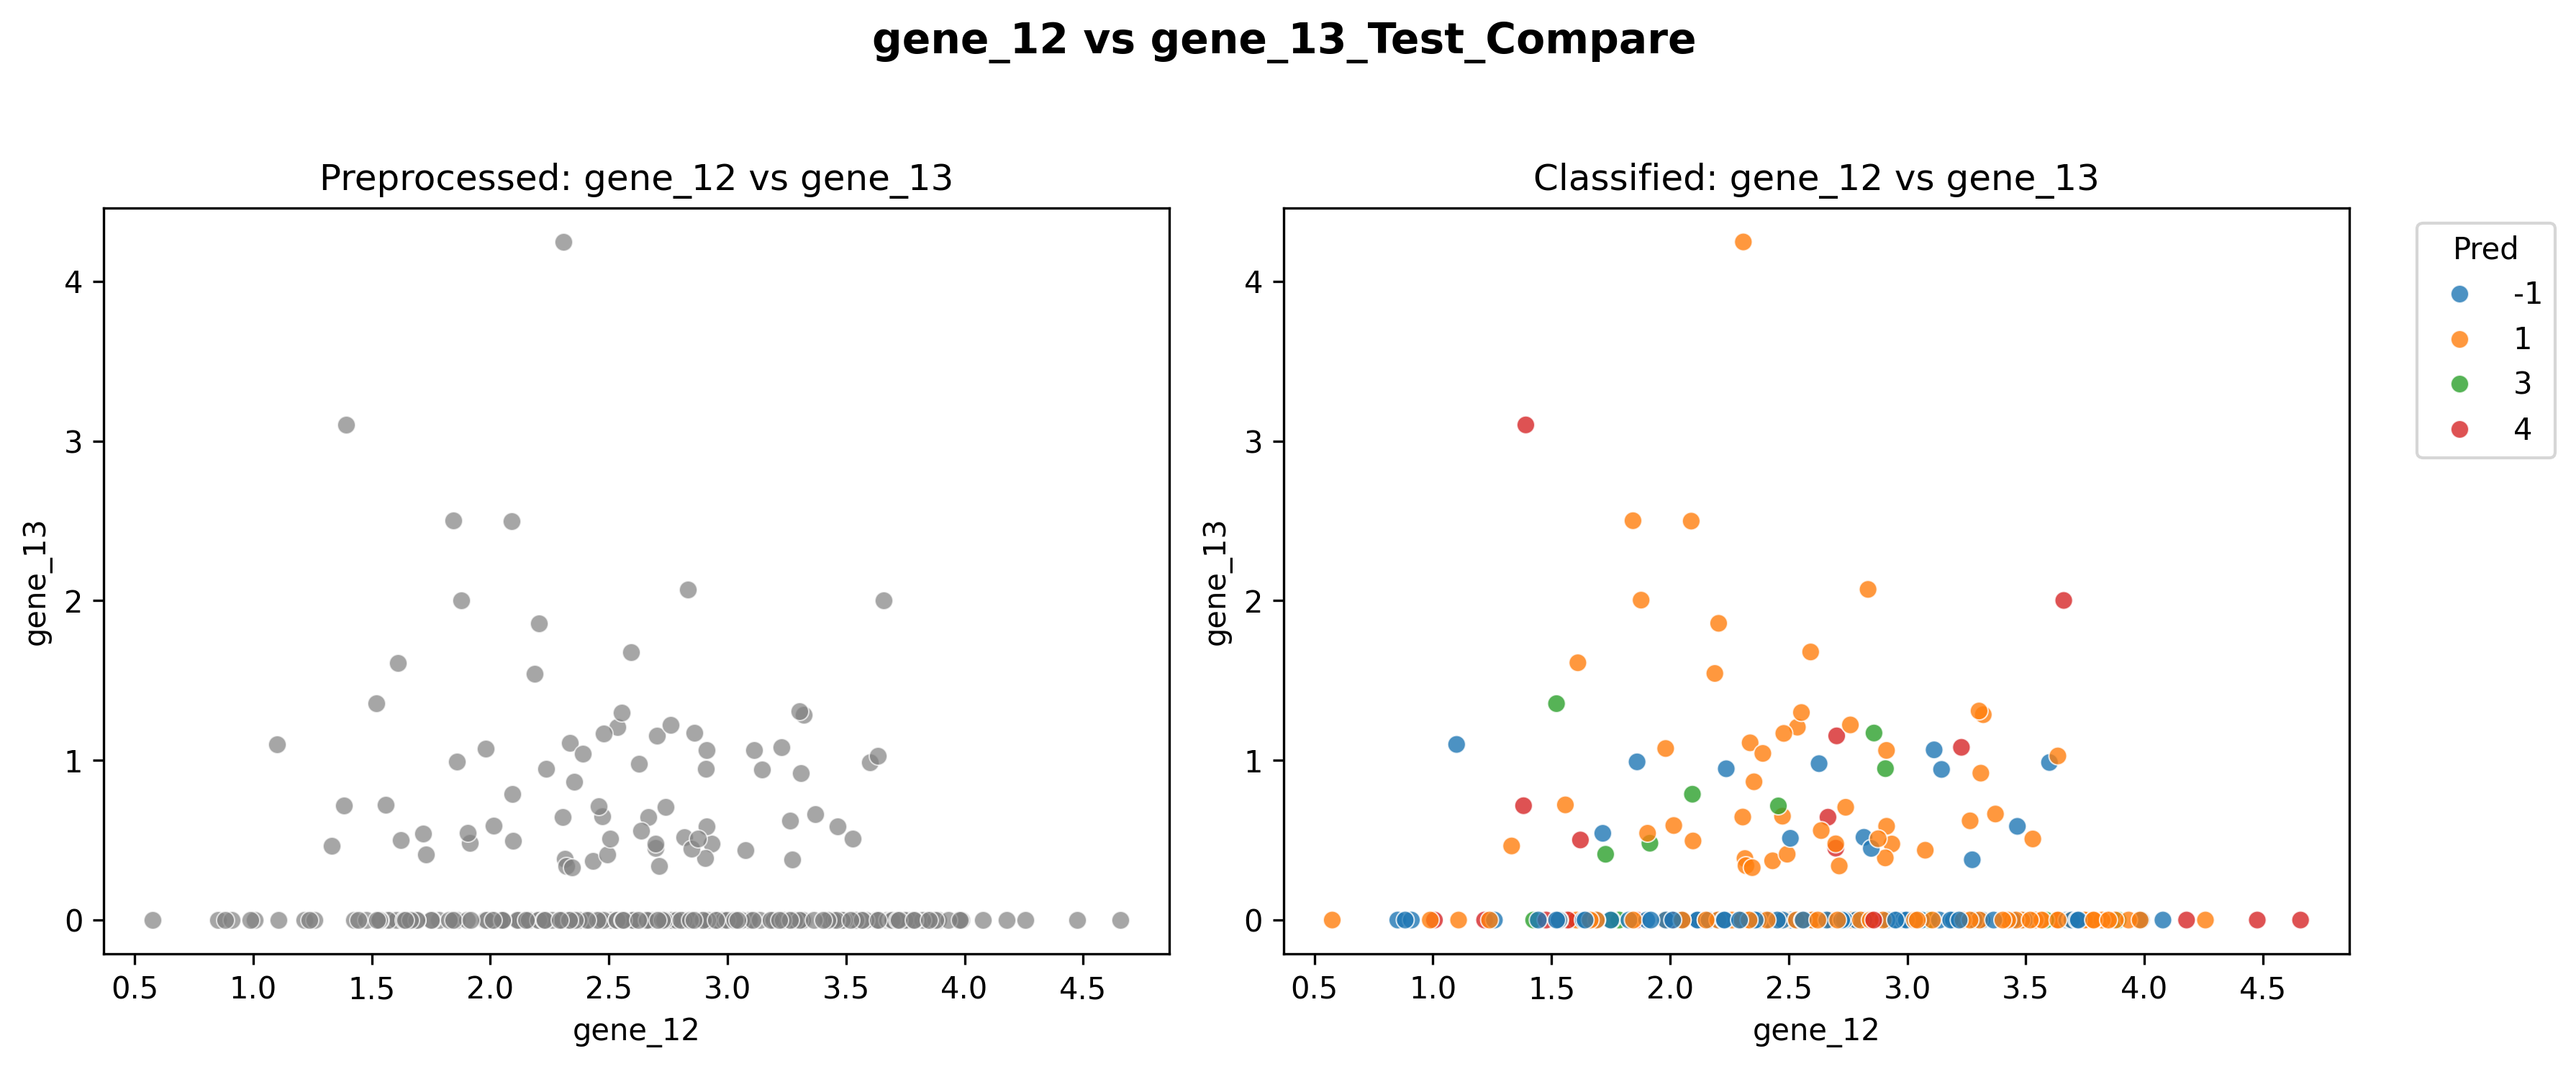 gene_12 vs gene_13_Test_Compare
Preprocessed: gene_12 vs gene_13
gene_13
4
3
2
1
0
0.5 1.0 1.5 2.0 2.5 3.0 3.5 4.0 4.5
gene_12
Classified: gene_12 vs gene_13
gene_13
4
3
2
1
0
0.5 1.0 1.5 2.0 2.5 3.0 3.5 4.0 4.5
gene_12
Pred
-1
1
3
4